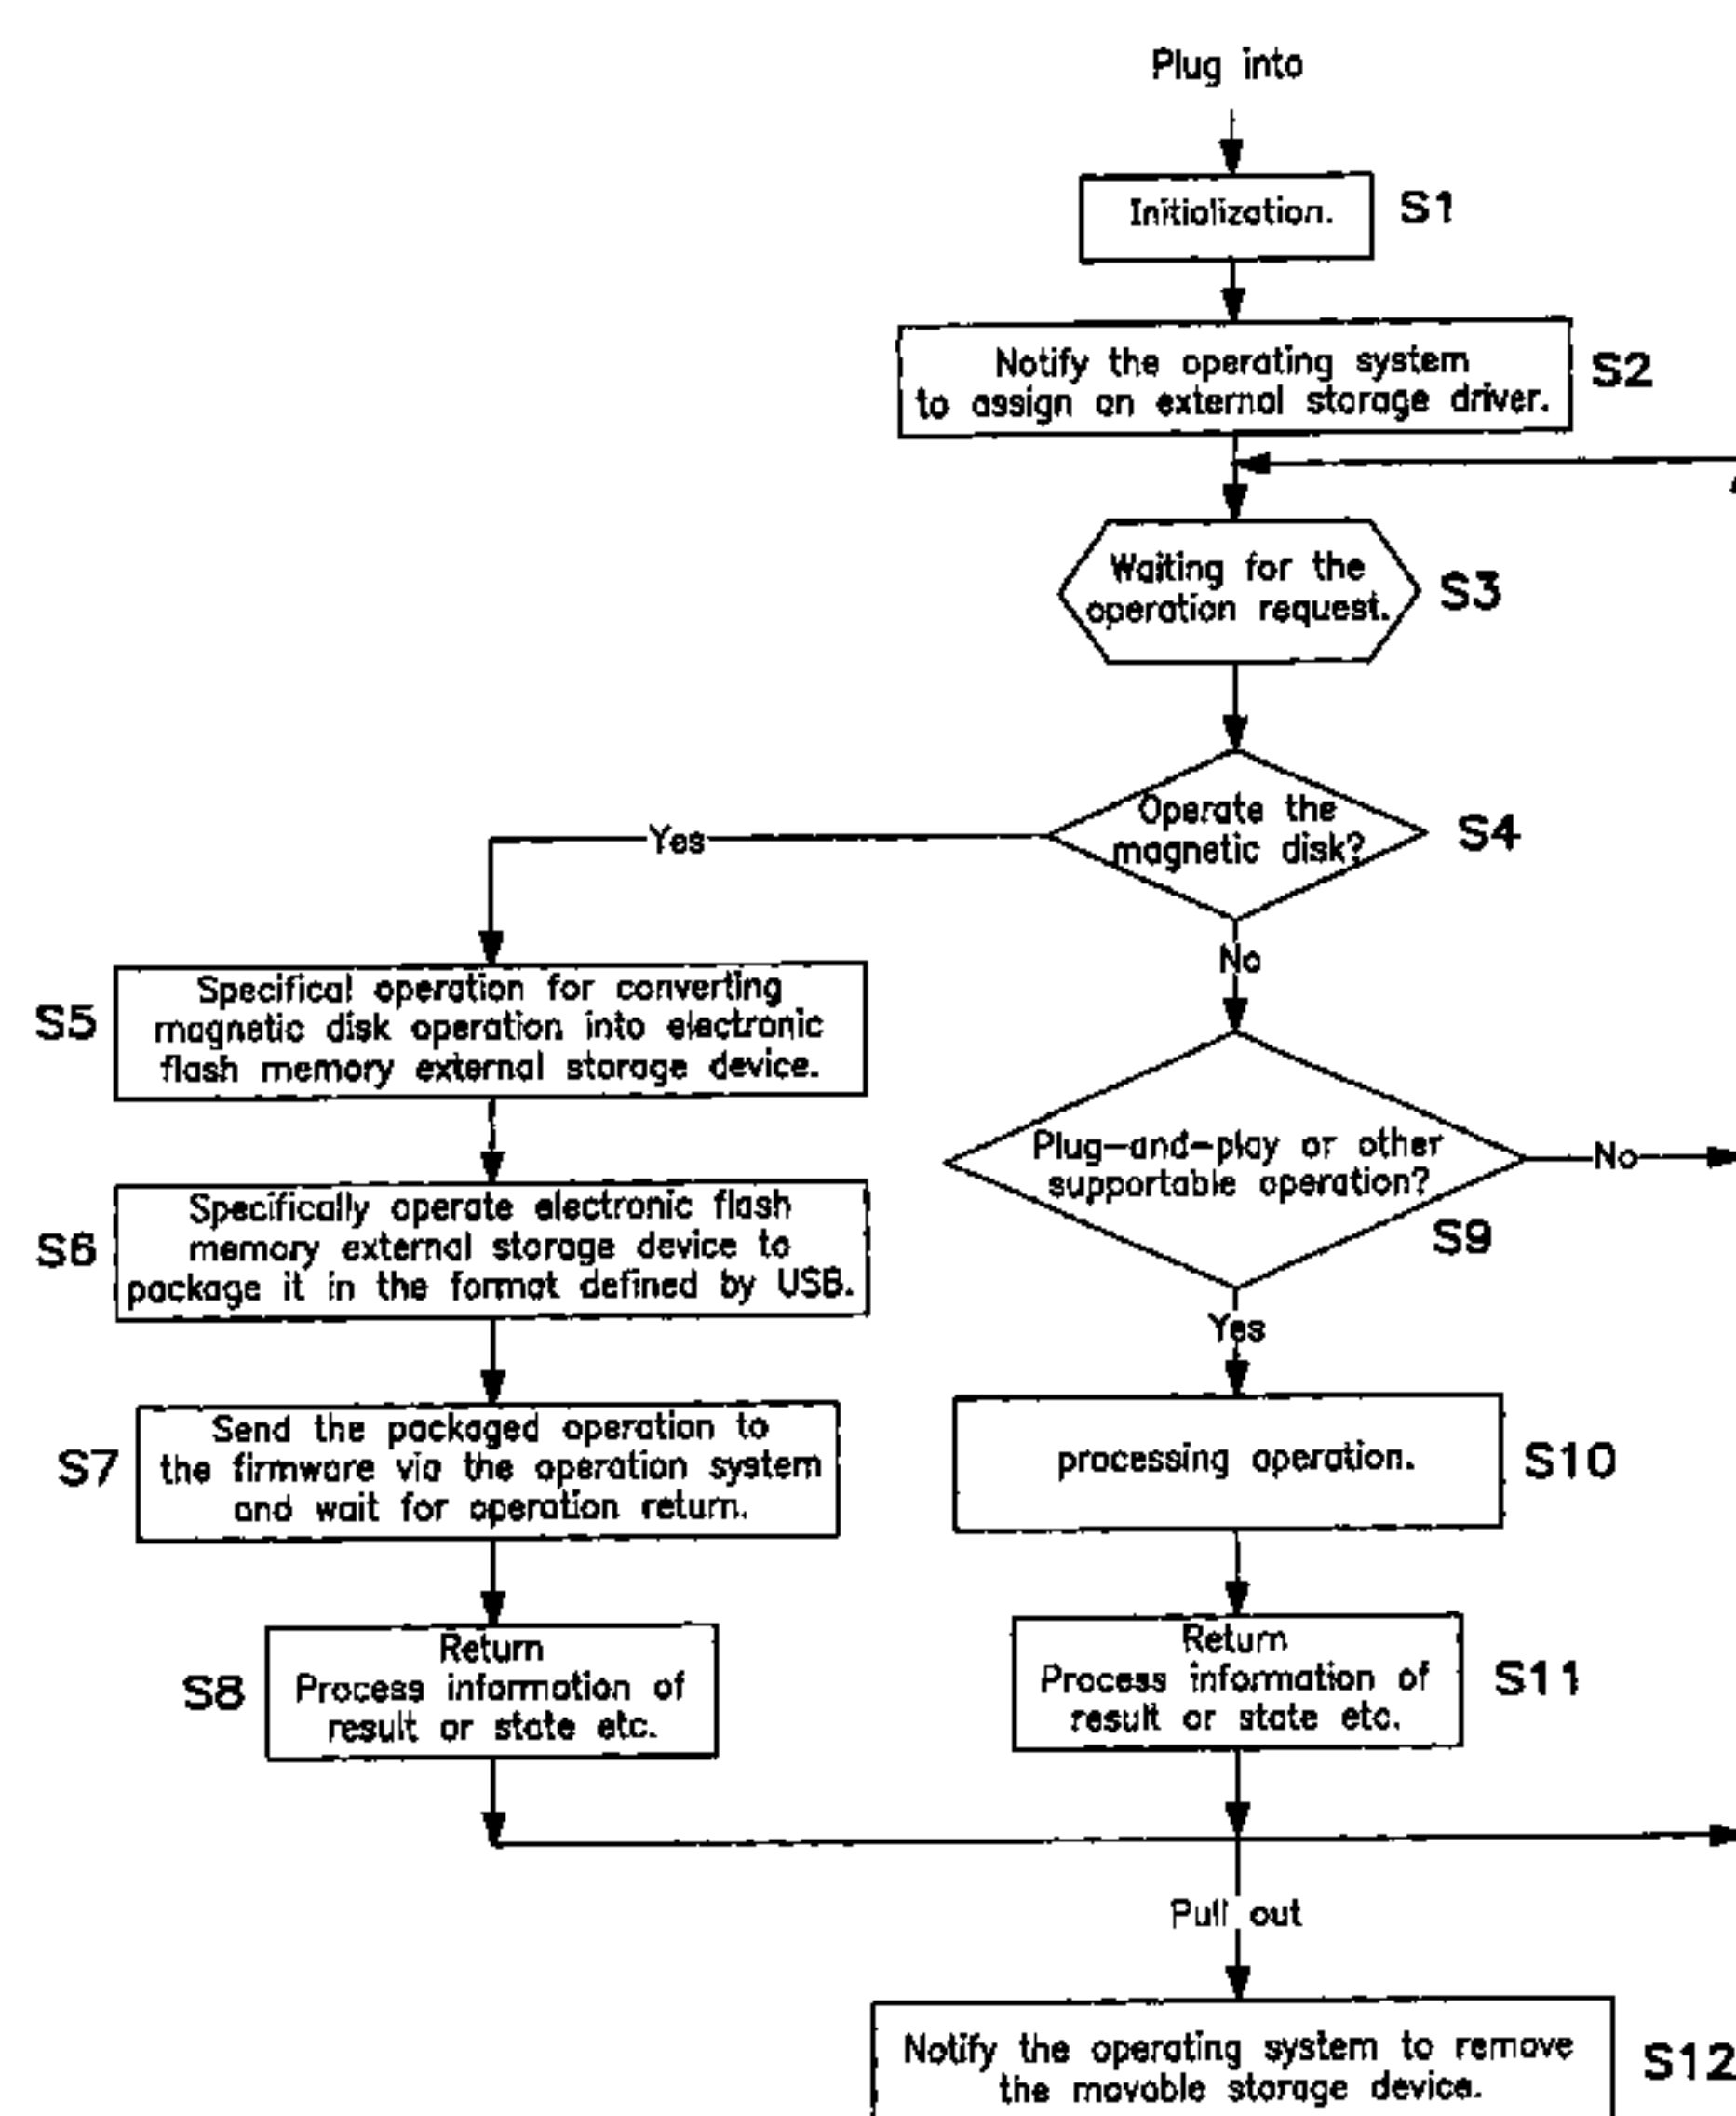 Plug into
Initialization.
S1
Notify the operating system
to assign an external storage driver.
S2
Waiting for the
operation request.
S3
Operate the
magnetic disk?
S4
Yes
No
S5
Specifical operation for converting
magnetic disk operation into electronic
flash memory external storage device.
S6
Specifically operate electronic flash
memory external storage device to
package it in the format defined by USB.
S7
Send the packaged operation to
the firmware via the operation system
and wait for operation return.
S8
Return
Process information of
result or state etc.
Plug-and-play or other
supportable operation?
No
S9
Yes
processing operation.
S10
Return
Process information of
result or state etc.
S11
Pull out
Notify the operating system to remove
the movable storage device.
S12